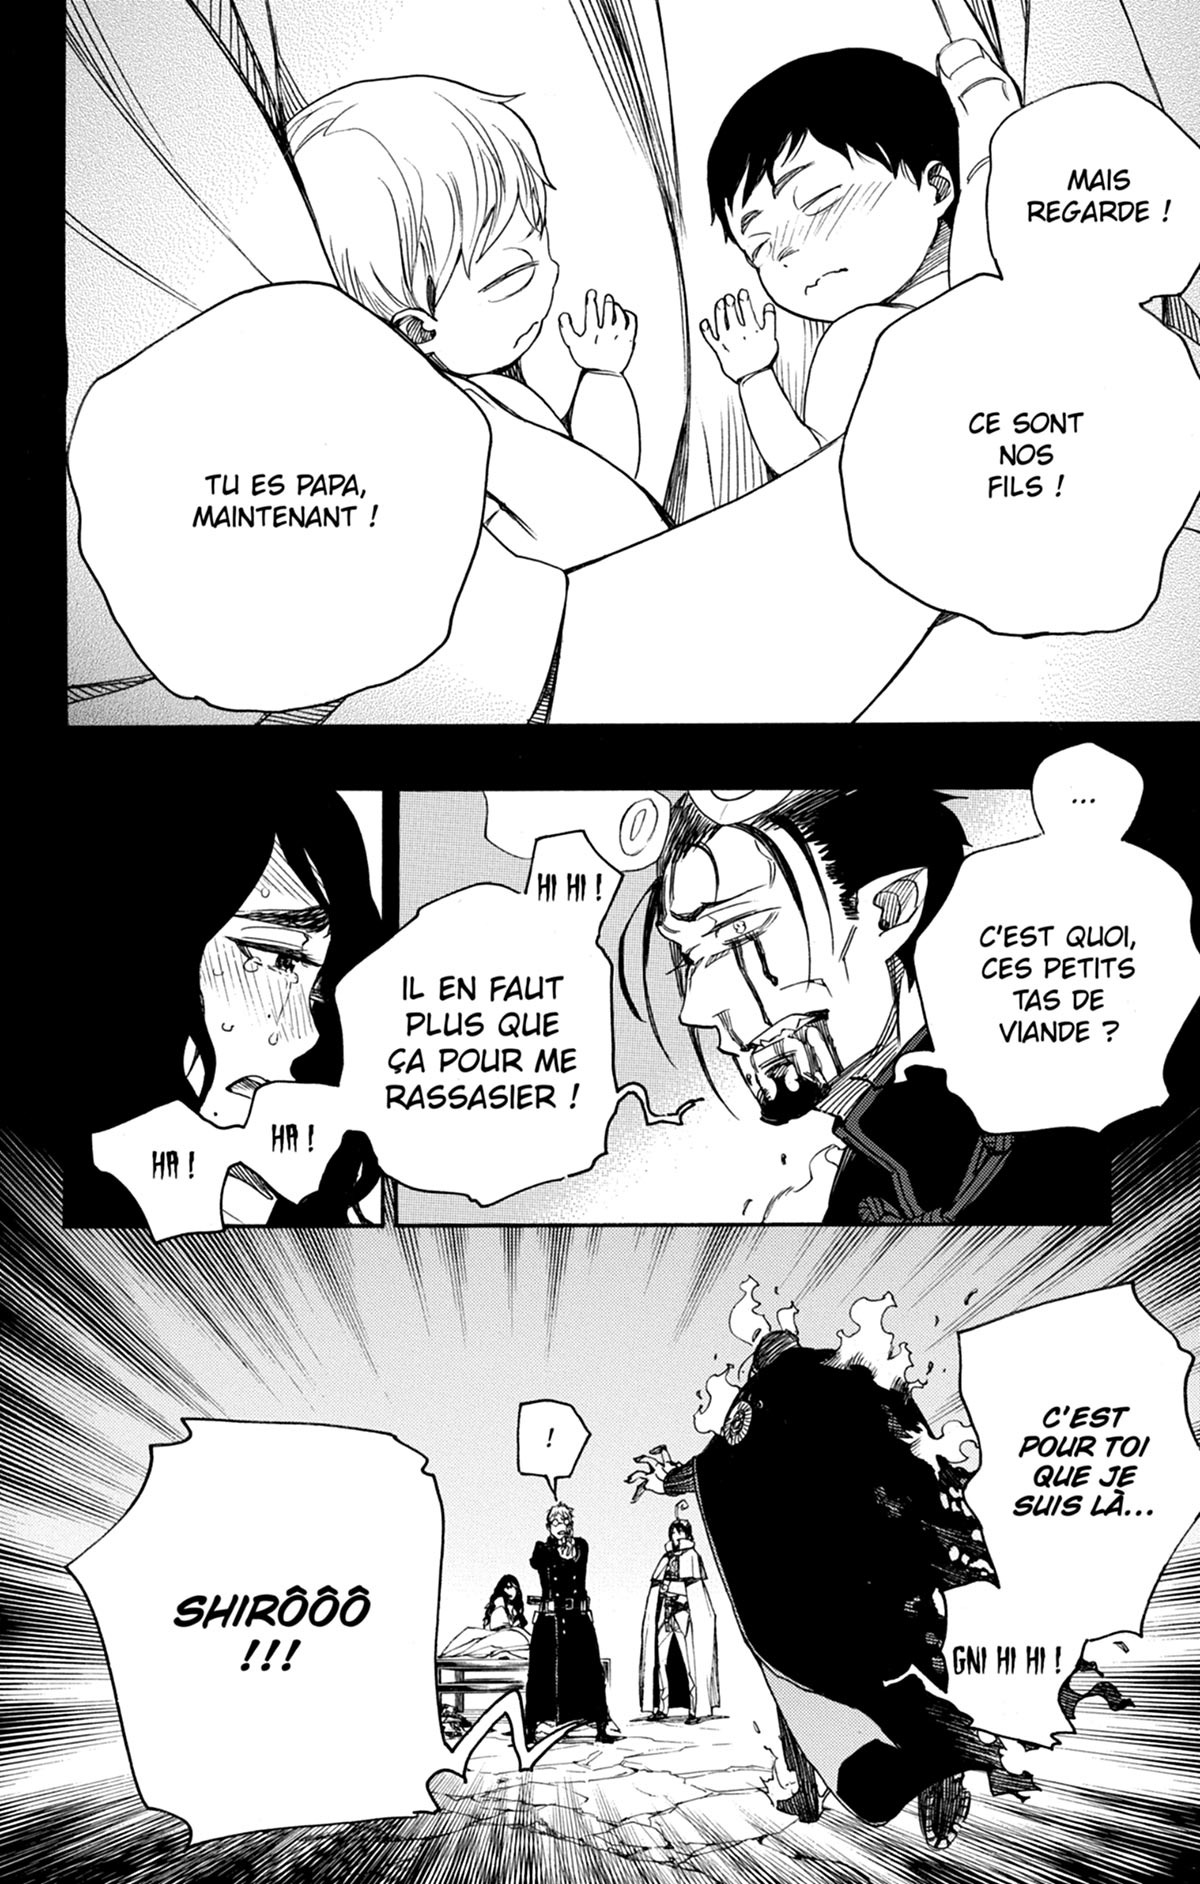 MAIS
REGARDE !
CE SONT
NOS
FILS !
TU ES PAPA,
MAINTENANT !
...
C'EST QUOI,
CES PETITS
TAS DE
VIANDE ?
HI HI !
IL EN FAUT
PLUS QUE
ÇA POUR ME
RASSASIER !
HA !
HA !
C'EST
POUR TOI
QUE JE
SUIS LÀ...
GNI HI HI !
!
SHIRÔÔÔ
!!!